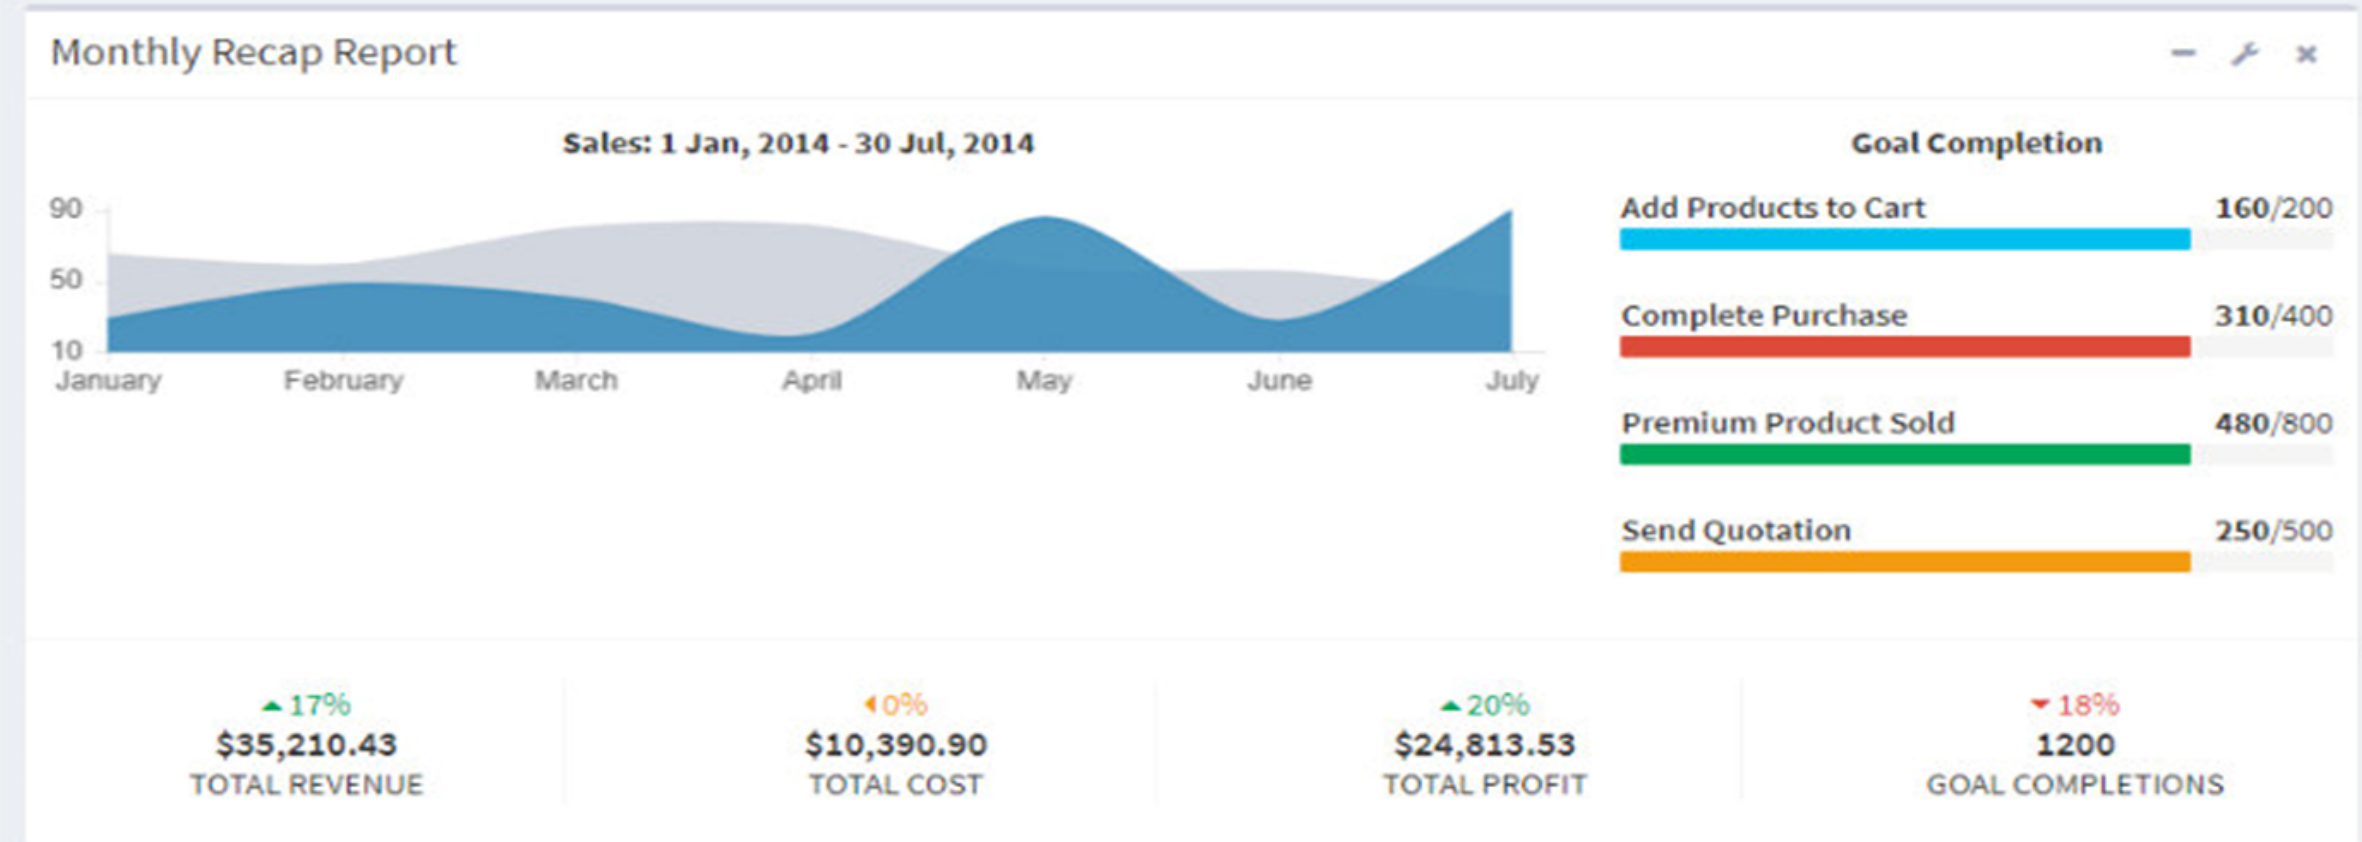 Monthly Recap Report
Sales: 1 Jan, 2014 - 30 Jul, 2014
90
50
10
January February March April May June July
Goal Completion
Add Products to Cart 160/200
Complete Purchase 310/400
Premium Product Sold 480/800
Send Quotation 250/500
17%
$35,210.43
TOTAL REVENUE
0%
$10,390.90
TOTAL COST
20%
$24,813.53
TOTAL PROFIT
18%
1200
GOAL COMPLETIONS